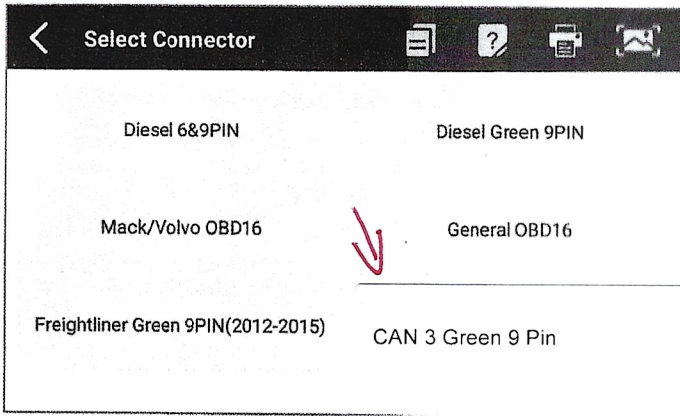 Select Connector
Diesel 6&9PIN
Diesel Green 9PIN
Mack/Volvo OBD16
General OBD16
Freightliner Green 9PIN(2012-2015)
CAN 3 Green 9 Pin